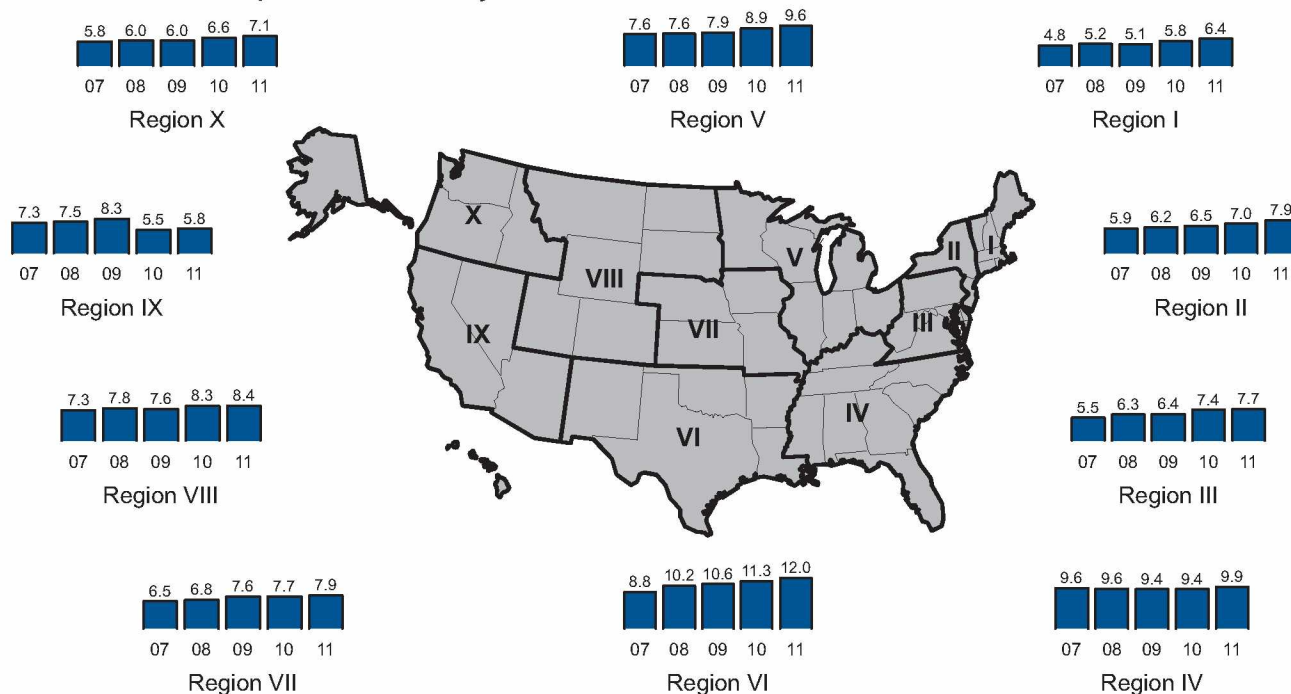 5.8 6.0 6.0 6.6 7.1
07 08 09 10 11
Region X
7.6 7.6 7.9 8.9 9.6
07 08 09 10 11
Region V
4.8 5.2 5.1 5.8 6.4
07 08 09 10 11
Region I
7.3 7.5 8.3 5.5 5.8
07 08 09 10 11
Region IX
5.9 6.2 6.5 7.0 7.9
07 08 09 10 11
Region II
X
VIII
V
II
I
IX
VII
III
VI
IV
7.3 7.8 7.6 8.3 8.4
07 08 09 10 11
Region VIII
5.5 6.3 6.4 7.4 7.7
07 08 09 10 11
Region III
6.5 6.8 7.6 7.7 7.9
07 08 09 10 11
Region VII
8.8 10.2 10.6 11.3 12.0
07 08 09 10 11
Region VI
9.6 9.6 9.4 9.4 9.9
07 08 09 10 11
Region IV